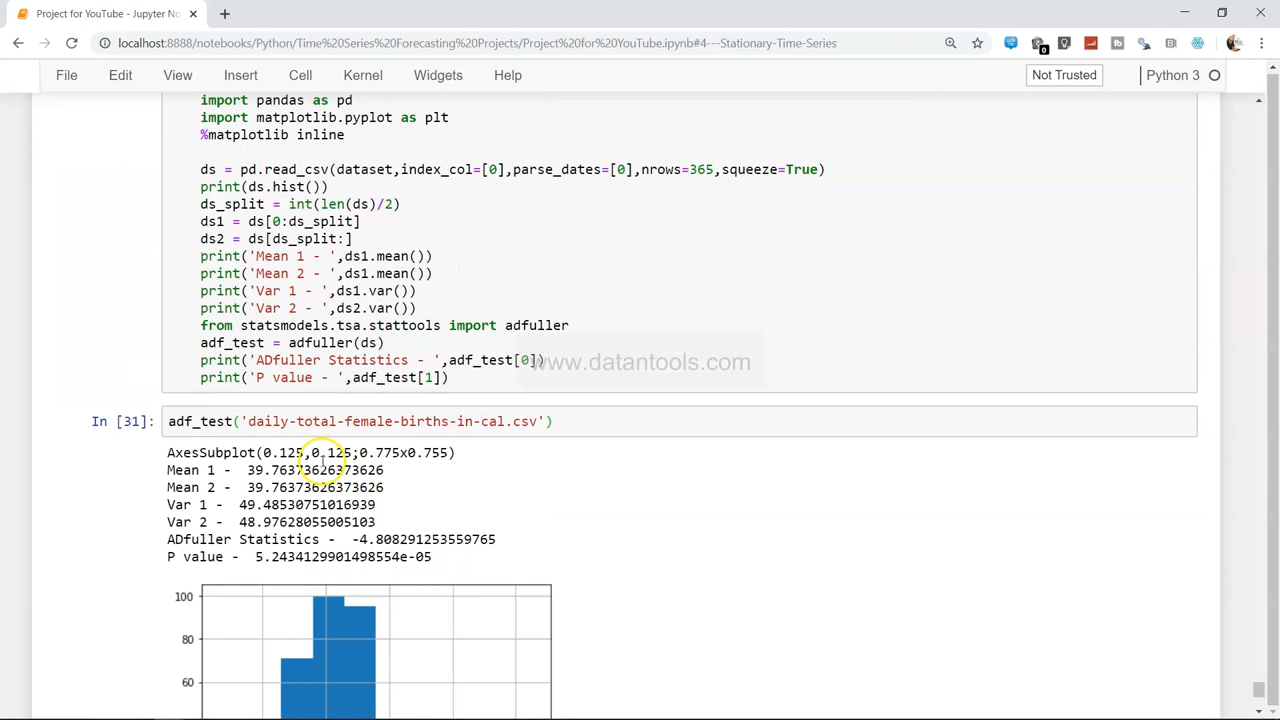 Project for YouTube - Jupyter No
localhost:8888/notebooks/Python/Time%20Series%20Forecasting%20Projects/Project%20for%20YouTube.ipynb#4---Stationary-Time-Series
File Edit View Insert Cell Kernel Widgets Help
Not Trusted
Python 3
import pandas as pd
import matplotlib.pyplot as plt
%matplotlib inline
ds = pd.read_csv(dataset,index_col=[0],parse_dates=[0],nrows=365,squeeze=True)
print(ds.hist())
ds_split = int(len(ds)/2)
ds1 = ds[0:ds_split]
ds2 = ds[ds_split:]
print('Mean 1 - ',ds1.mean())
print('Mean 2 - ',ds1.mean())
print('Var 1 - ',ds1.var())
print('Var 2 - ',ds2.var())
from statsmodels.tsa.stattools import adfuller
adf_test = adfuller(ds)
print('ADfuller Statistics - ',adf_test[0])
www.datantools.com
print('P value - ',adf_test[1])
In [31]: adf_test('daily-total-female-births-in-cal.csv')
AxesSubplot(0.125,0.125;0.775x0.755)
Mean 1 - 39.76373626373626
Mean 2 - 39.76373626373626
Var 1 - 49.48530751016939
Var 2 - 48.97628055005103
ADfuller Statistics - -4.808291253559765
P value - 5.2434129901498554e-05
100
80
60